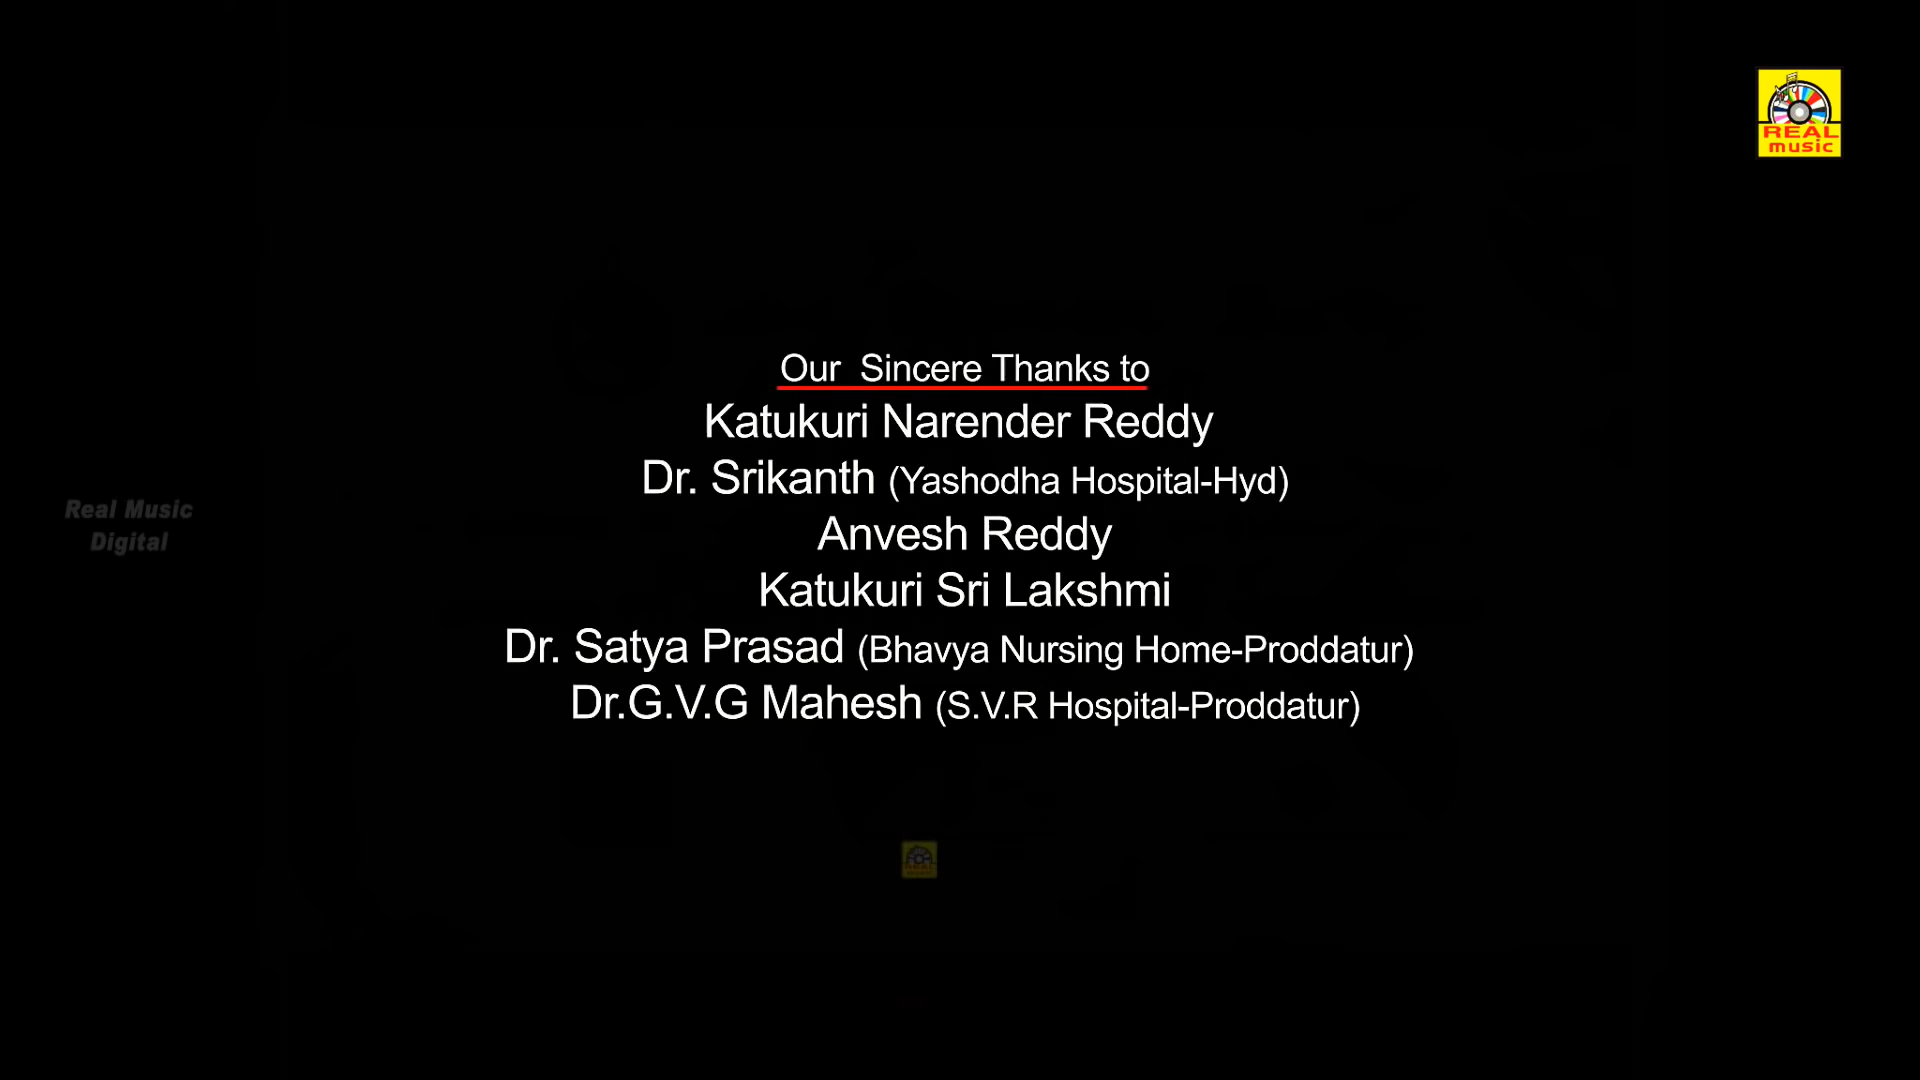 REAL
music
Our Sincere Thanks to
Katukuri Narender Reddy
Dr. Srikanth (Yashodha Hospital-Hyd)
Real Music
Digital
Anvesh Reddy
Katukuri Sri Lakshmi
Dr. Satya Prasad (Bhavya Nursing Home-Proddatur)
Dr.G.V.G Mahesh (S.V.R Hospital-Proddatur)
REAL